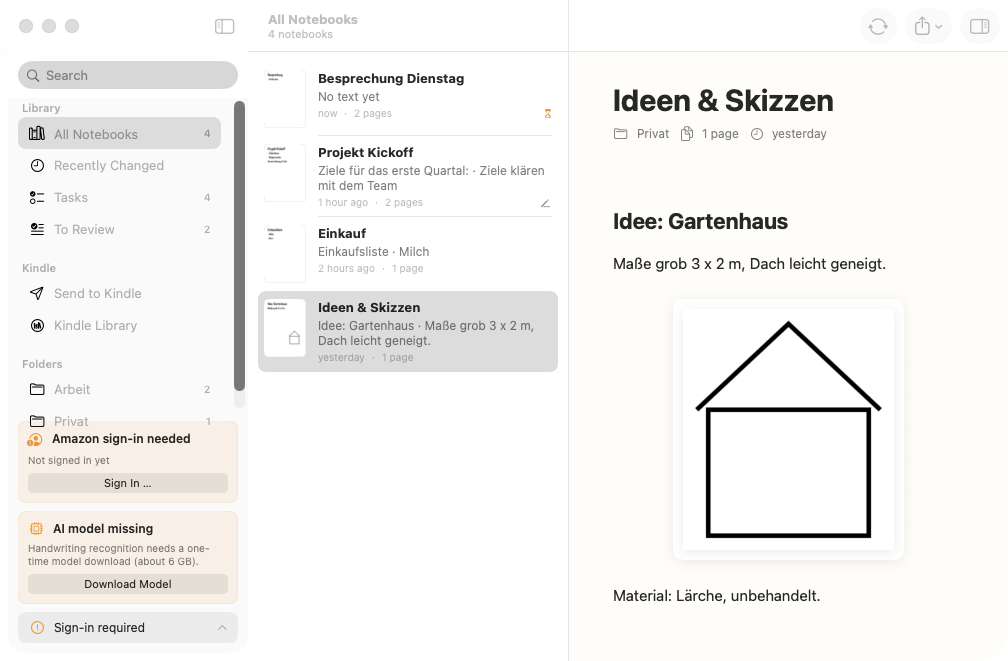 Search
Library
All Notebooks 4
Recently Changed
Tasks 4
To Review 2
Kindle
Send to Kindle
Kindle Library
Folders
Arbeit 2
Privat 1
Amazon sign-in needed
Not signed in yet
Sign In ...
AI model missing
Handwriting recognition needs a one-
time model download (about 6 GB).
Download Model
Sign-in required
All Notebooks
4 notebooks
Besprechung Dienstag
No text yet
now · 2 pages
Projekt Kickoff
Ziele für das erste Quartal: · Ziele klären
mit dem Team
1 hour ago · 2 pages
Einkauf
Einkaufsliste · Milch
2 hours ago · 1 page
Ideen & Skizzen
Idee: Gartenhaus · Maße grob 3 x 2 m,
Dach leicht geneigt.
yesterday · 1 page
Ideen & Skizzen
Privat 1 page yesterday
Idee: Gartenhaus
Maße grob 3 x 2 m, Dach leicht geneigt.
Material: Lärche, unbehandelt.